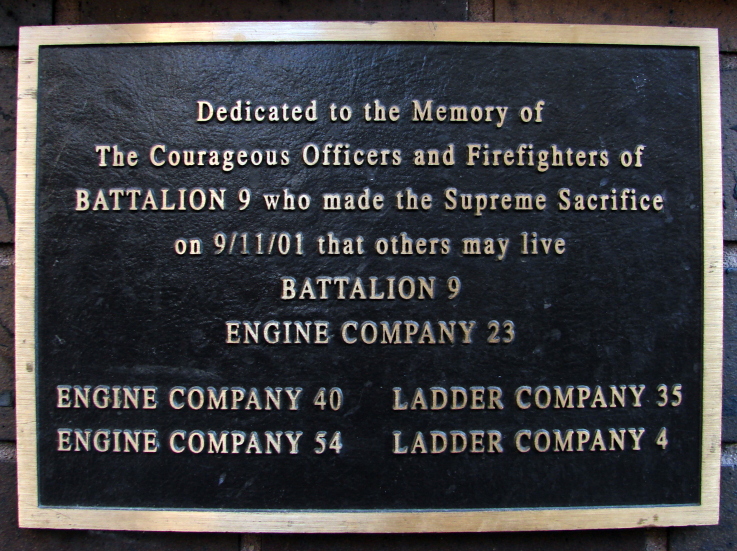 Dedicated to the Memory of
The Courageous Officers and Firefighters of
BATTALION 9 who made the Supreme Sacrifice
on 9/11/01 that others may live
BATTALION 9
ENGINE COMPANY 23
ENGINE COMPANY 40 LADDER COMPANY 35
ENGINE COMPANY 54 LADDER COMPANY 4